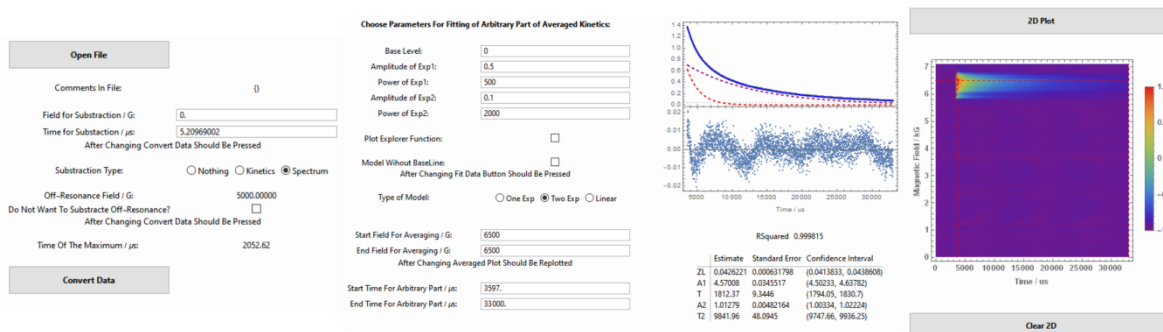 Open File
Comments In File: {}
Field for Substraction / G: 0.
Time for Substaction / μs: 5.20969002
After Changing Convert Data Should Be Pressed
Substraction Type: Nothing Kinetics Spectrum
Off-Resonance Field / G: 5000.00000
Do Not Want To Substracte Off-Resonance?
After Changing Convert Data Should Be Pressed
Time Of The Maximum / μs: 2052.62
Convert Data
Choose Parameters For Fitting of Arbitrary Part of Averaged Kinetics:
Base Level: 0
Amplitude of Exp1: 0.5
Power of Exp1: 500
Amplitude of Exp2: 0.1
Power of Exp2: 2000
Plot Explorer Function:
Model Wihout BaseLine:
After Changing Fit Data Button Should Be Pressed
Type of Model: One Exp Two Exp Linear
Start Field For Averaging / G: 6500
End Field For Averaging / G: 6500
After Changing Averaged Plot Should Be Replotted
Start Time For Arbitrary Part / μs: 3597.
End Time For Arbitrary Part / μs: 33000.
1.4
1.2
1.0
0.8
0.6
0.4
0.2
0.0
0.02
0.01
0.00
-0.01
-0.02
5000 10000 15000 20000 25000 30000
Time / us
RSquared 0.999815
Estimate Standard Error Confidence Interval
ZL 0.0426221 0.000631798 (0.0413833, 0.0438608)
A1 4.57008 0.0345517 (4.50233, 4.63782)
T 1812.37 9.3446 (1794.05, 1830.7)
A2 1.01279 0.00482164 (1.00334, 1.02224)
T2 9841.96 48.0945 (9747.66, 9936.25)
2D Plot
Magnetic Field / kG
7
6
5
4
3
2
1
0
0 5000 10000 15000 20000 25000 30000
Time / us
Clear 2D